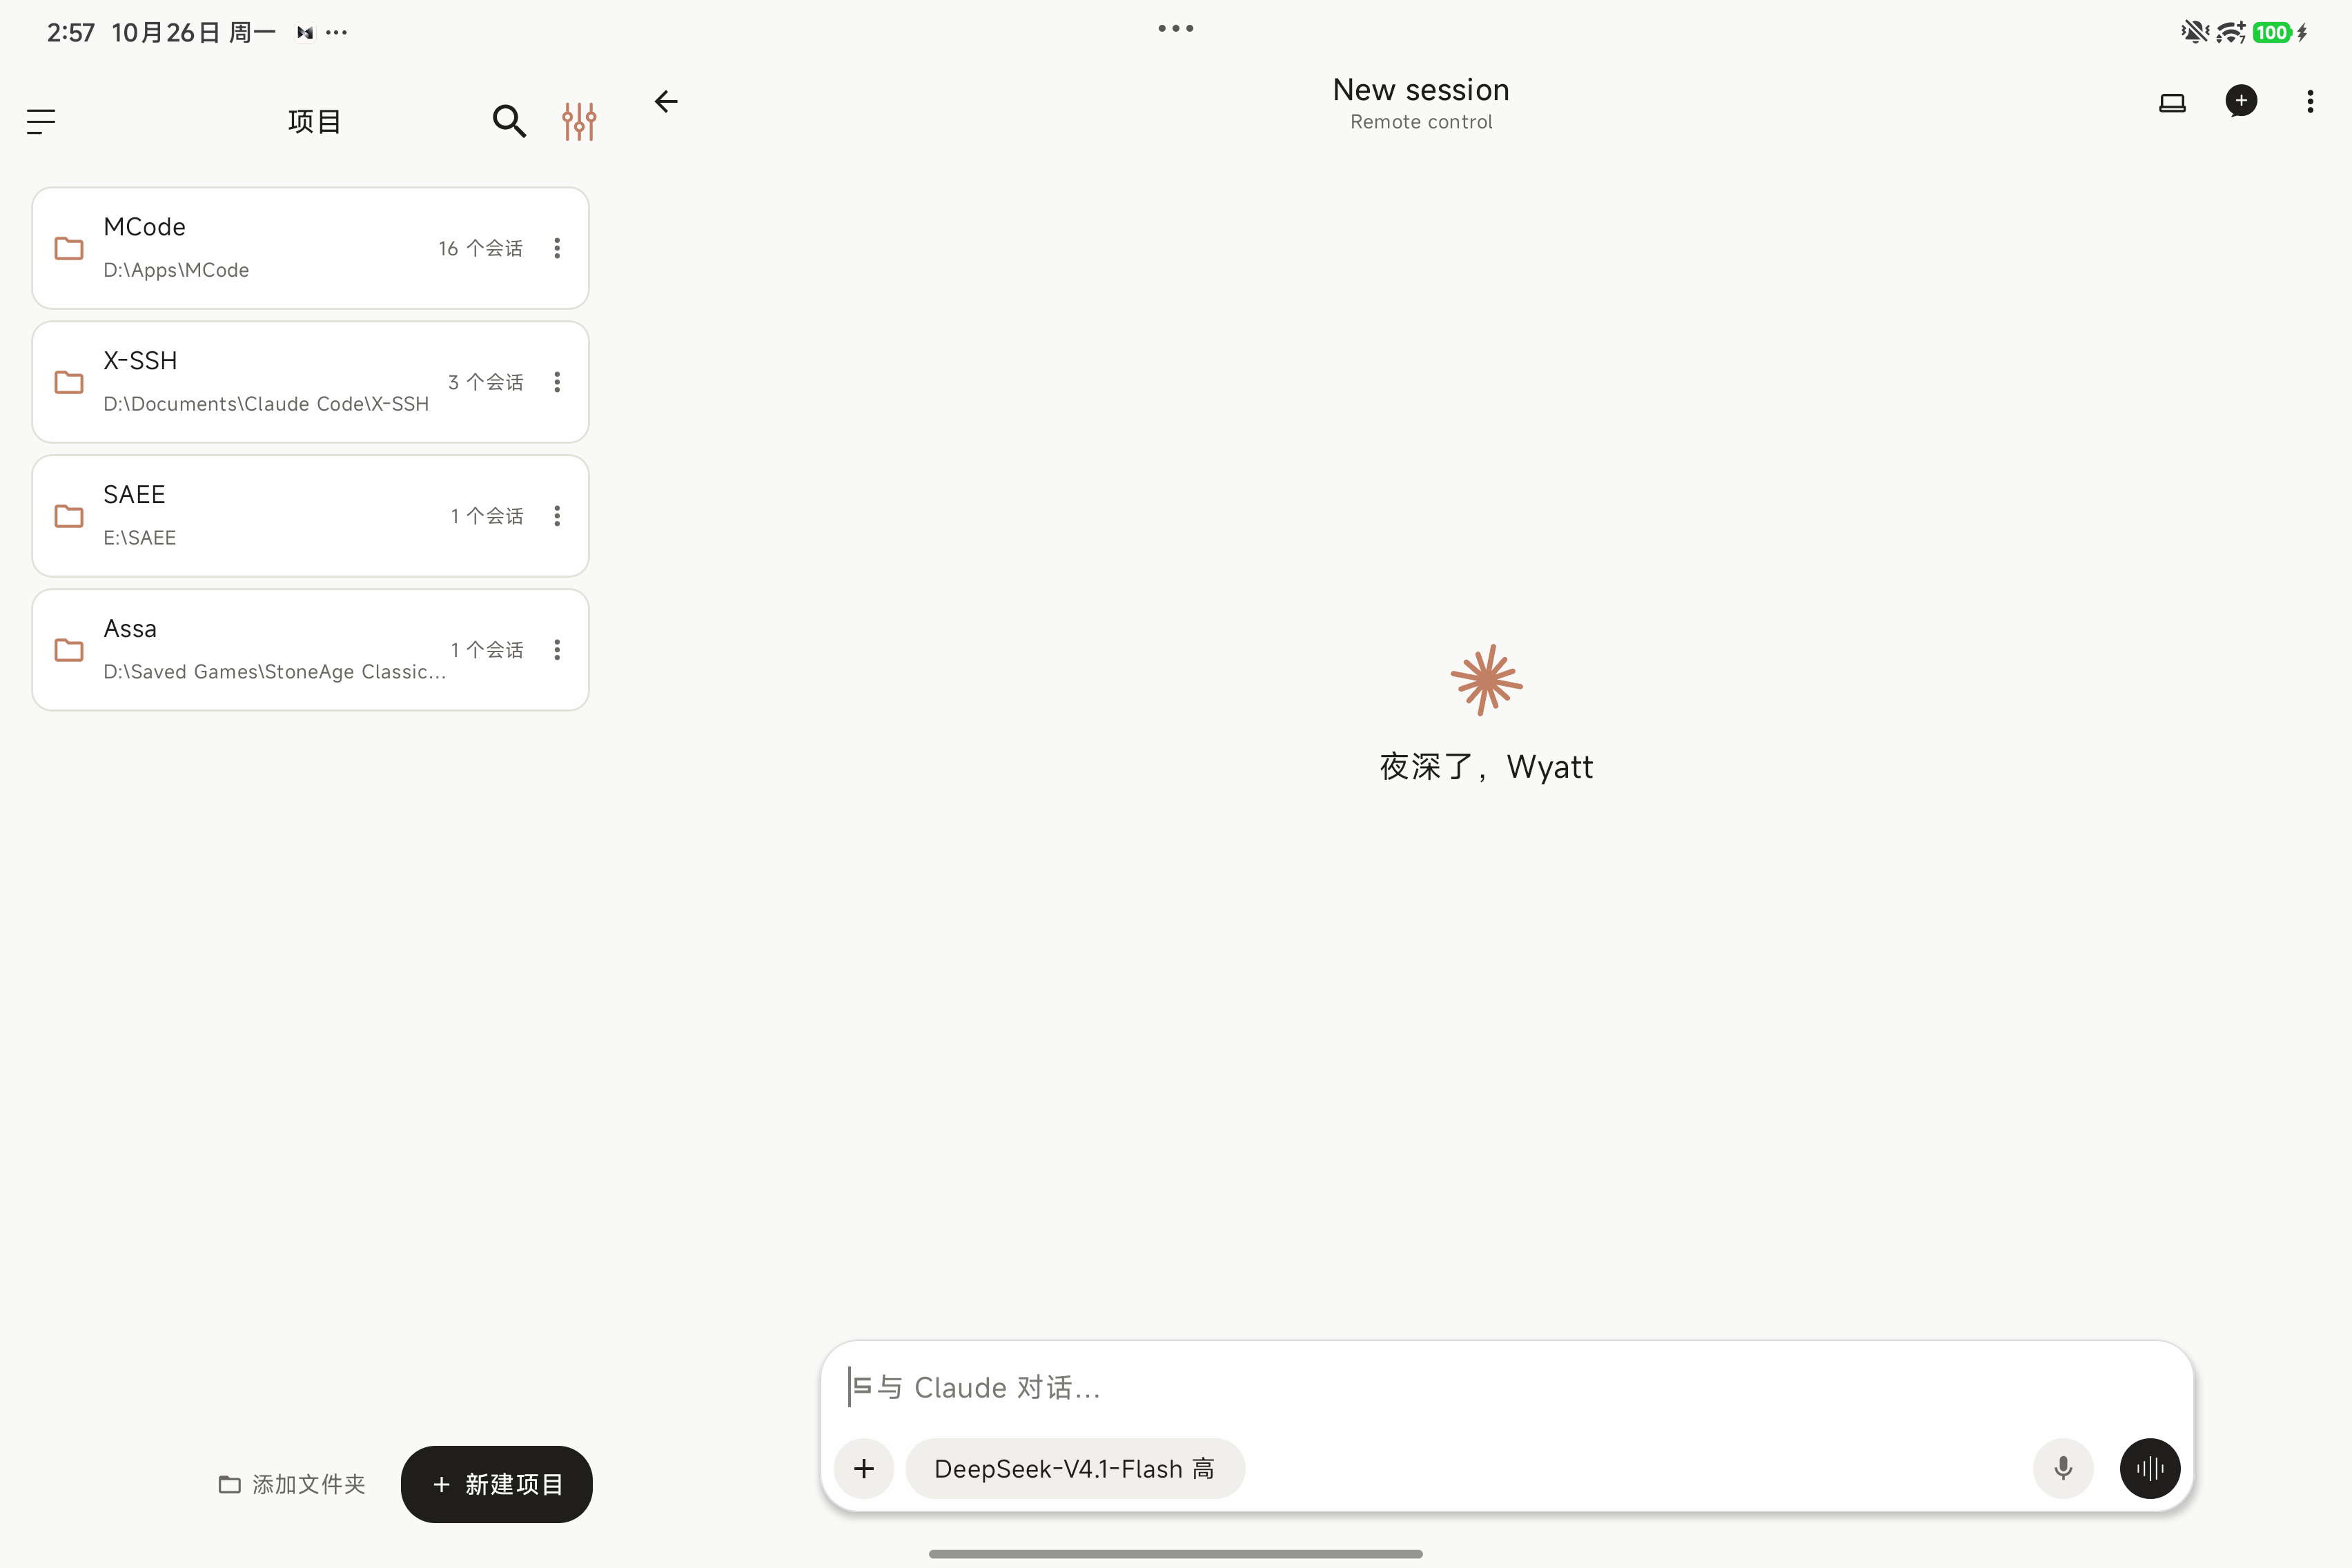 2:57 10月26日 周一 ...
100
项目
MCode
D:\Apps\MCode
16 个会话
X-SSH
D:\Documents\Claude Code\X-SSH
3 个会话
SAEE
E:\SAEE
1 个会话
Assa
D:\Saved Games\StoneAge Classic...
1 个会话
添加文件夹
+ 新建项目
New session
Remote control
夜深了，Wyatt
与 Claude 对话...
DeepSeek-V4.1-Flash 高